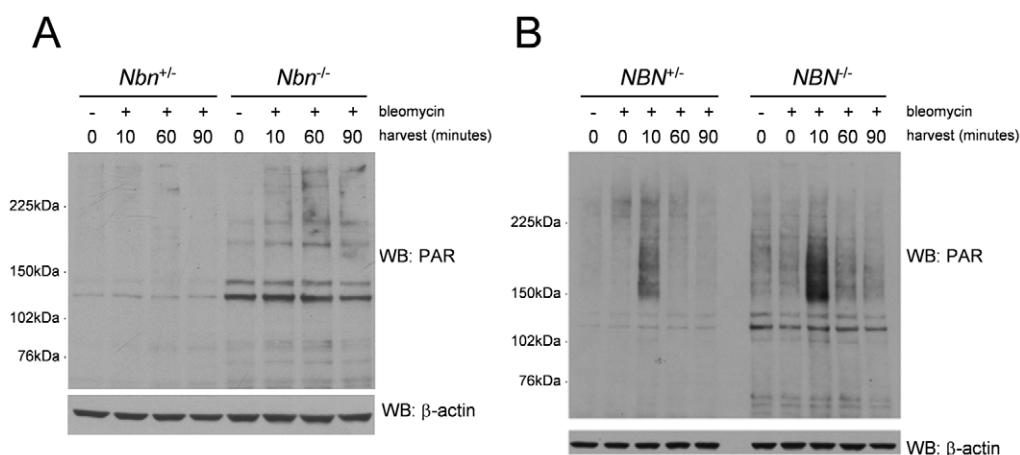 A
Nbn+/- Nbn-/-
- + + + - + + + bleomycin
0 10 60 90 0 10 60 90 harvest (minutes)
225kDa
150kDa
102kDa
76kDa
WB: PAR
WB: β-actin
B
NBN+/- NBN-/-
- + + + + - + + + + bleomycin
0 0 10 60 90 0 0 10 60 90 harvest (minutes)
225kDa
150kDa
102kDa
76kDa
WB: PAR
WB: β-actin